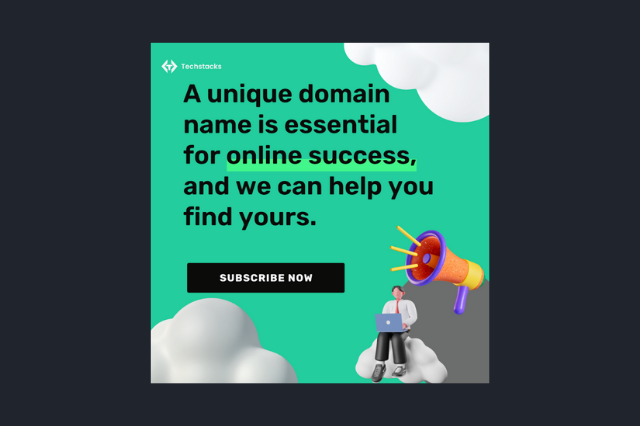 Techstacks
A unique domain
name is essential
for online success,
and we can help you
find yours.
SUBSCRIBE NOW